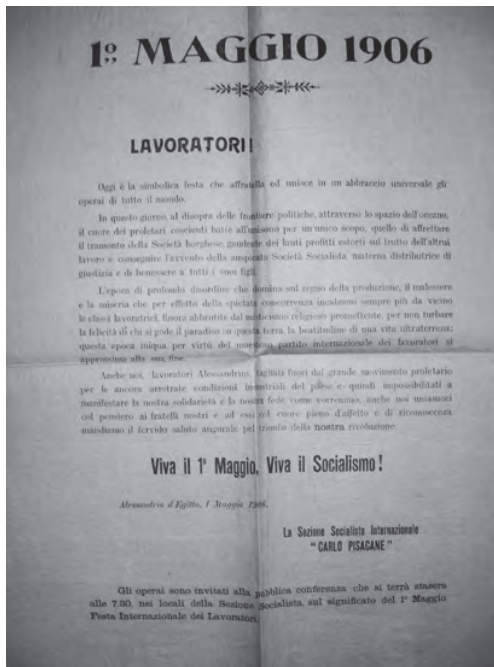 1º MAGGIO 1906
LAVORATORI!
Oggi è la simbolica festa che affratella ed unisce in un abbraccio universale gli
operai di tutto il mondo.
In questo giorno, al disopra delle frontiere politiche, attraverso lo spazio dell'oceano,
il cuore dei proletari coscienti batte all'unisono per un unico scopo, quello di affrettare
il tramonto della Società borghese, gaudente dei lauti profitti estorti sul frutto dell'altrui
lavoro e conseguire l'avvento della auspicata Società Socialista, materna distributrice di
giustizia e di benessere a tutti i suoi figli.
L'epoca di profondo disordine che domina sul regno della produzione, il malessere
e la miseria che per effetto della spietata concorrenza incalzano sempre più da vicino
le classi lavoratrici, finora abbrutite dal misticismo religioso promettente, per non turbare
la felicità di chi si gode il paradiso su questa terra, la beatitudine di una vita ultraterrena;
questa epoca iniqua per virtù del partito internazionale dei lavoratori si
approssima alla sua fine.
Anche noi, lavoratori Alessandrini, tagliati fuori dal grande movimento proletario
per le ancora arretrate condizioni industriali del paese e quindi impossibilitati a
manifestare la nostra solidarietà e la nostra fede come vorremmo, anche noi uniamoci
col pensiero ai fratelli nostri e ad essi col cuore pieno d'affetto e di riconoscenza
mandiamo il fervido saluto augurale pel trionfo della nostra rivoluzione.
Viva il 1º Maggio, Viva il Socialismo!
Alessandria d'Egitto, 1 Maggio 1906.
La Sezione Socialista Internazionale
"CARLO PISACANE"
Gli operai sono invitati alla pubblica conferenza che si terrà stasera
alle 7.30, nei locali della Sezione Socialista, sul significato del 1º Maggio
Festa Internazionale dei Lavoratori.